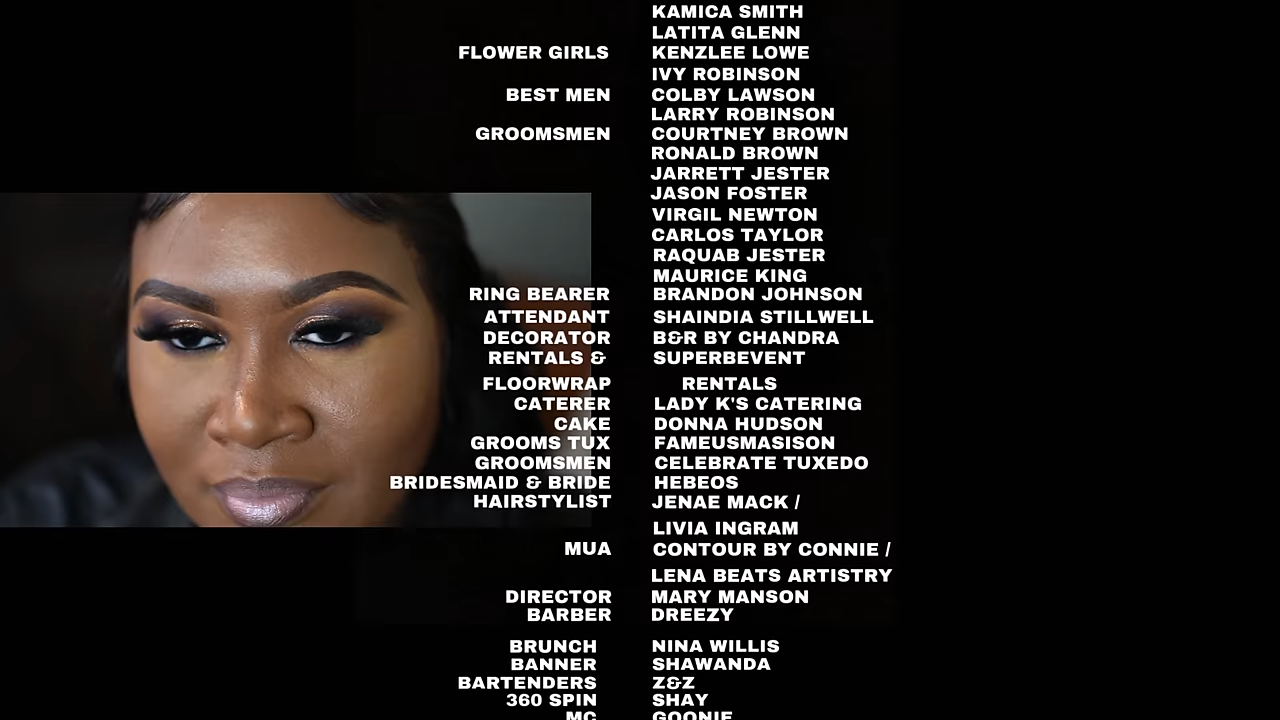 KAMICA SMITH
LATITA GLENN
FLOWER GIRLS KENZLEE LOWE
IVY ROBINSON
BEST MEN COLBY LAWSON
LARRY ROBINSON
GROOMSMEN COURTNEY BROWN
RONALD BROWN
JARRETT JESTER
JASON FOSTER
VIRGIL NEWTON
CARLOS TAYLOR
RAQUAB JESTER
MAURICE KING
RING BEARER BRANDON JOHNSON
ATTENDANT SHAINDIA STILLWELL
DECORATOR B&R BY CHANDRA
RENTALS & SUPERBEVENT
FLOORWRAP RENTALS
CATERER LADY K'S CATERING
CAKE DONNA HUDSON
GROOMS TUX FAMEUSMASISON
GROOMSMEN CELEBRATE TUXEDO
BRIDESMAID & BRIDE HEBEOS
HAIRSTYLIST JENAE MACK /
LIVIA INGRAM
MUA CONTOUR BY CONNIE /
LENA BEATS ARTISTRY
DIRECTOR MARY MANSON
BARBER DREEZY
BRUNCH NINA WILLIS
BANNER SHAWANDA
BARTENDERS Z&Z
360 SPIN SHAY
MC GOONIE